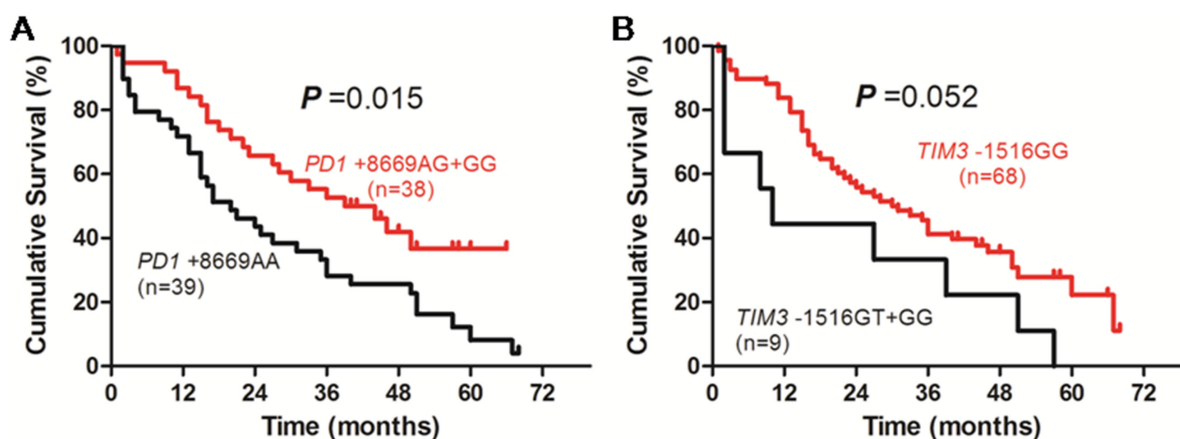 A
Cumulative Survival (%)
100
80
60
40
20
0
P =0.015
PD1 +8669AG+GG
(n=38)
PD1 +8669AA
(n=39)
0 12 24 36 48 60 72
Time (months)
B
Cumulative Survival (%)
100
80
60
40
20
0
P =0.052
TIM3 -1516GG
(n=68)
TIM3 -1516GT+GG
(n=9)
0 12 24 36 48 60 72
Time (months)